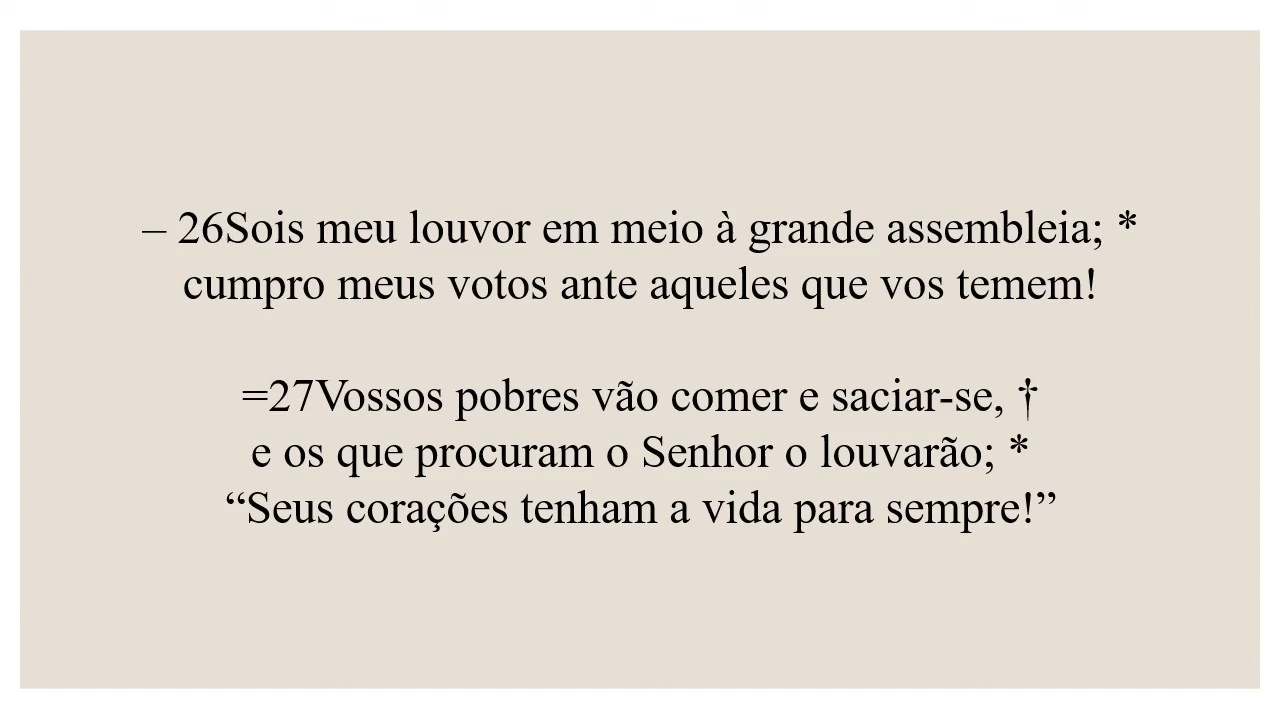 – 26Sois meu louvor em meio à grande assembleia; *
cumpro meus votos ante aqueles que vos temem!
=27Vossos pobres vão comer e saciar-se, †
e os que procuram o Senhor o louvarão; *
“Seus corações tenham a vida para sempre!”